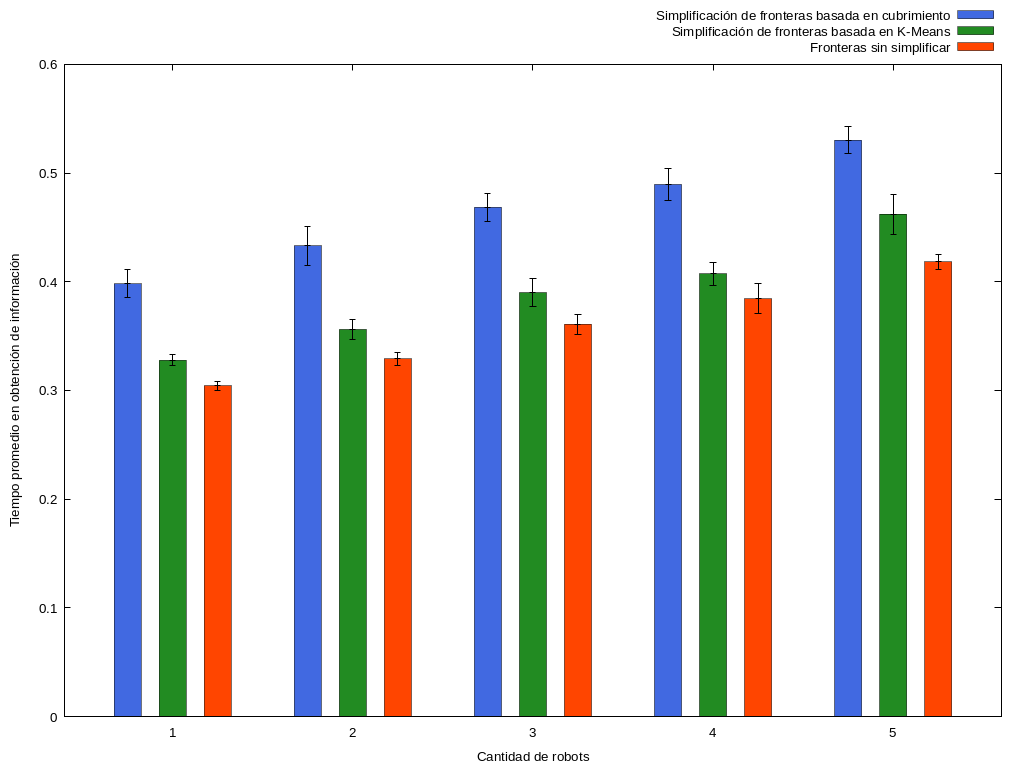 Simplificación de fronteras basada en cubrimiento
Simplificación de fronteras basada en K-Means
Fronteras sin simplificar
0.6
0.5
0.4
0.3
0.2
0.1
0
Tiempo promedio en obtención de información
1 2 3 4 5
Cantidad de robots